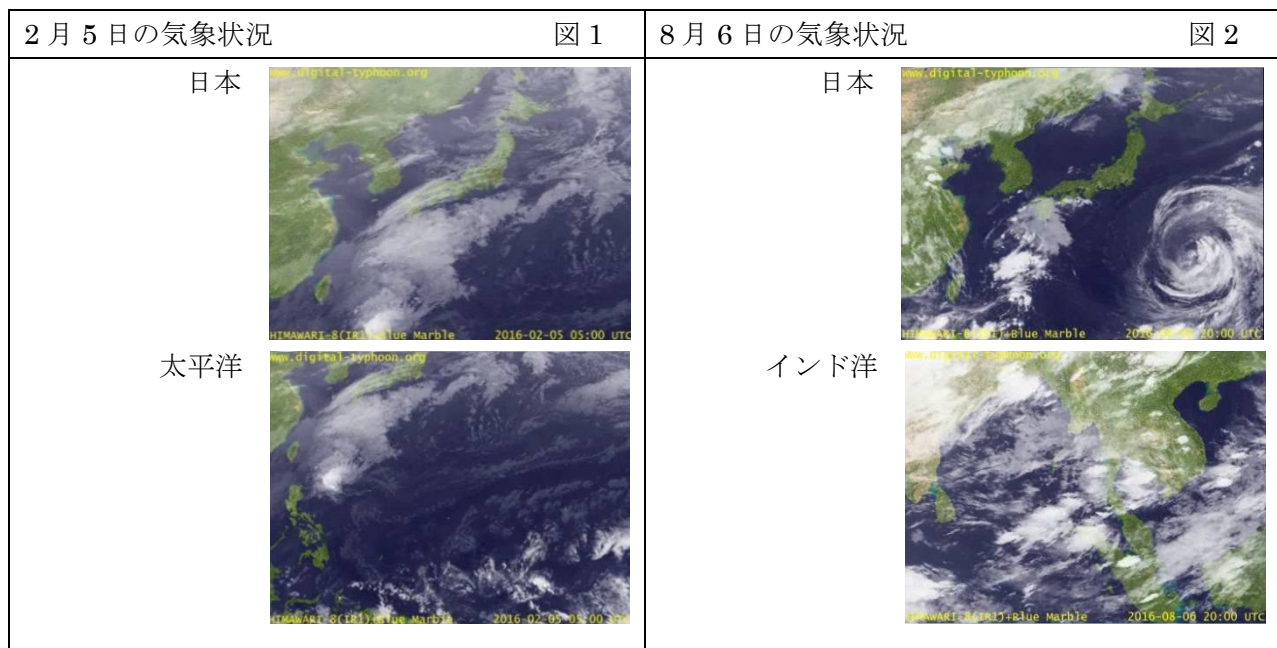 2月5日の気象状況 図1
日本
www.digital-typhoon.org
HIMAWARI-8(IR1)+Blue Marble 2016-02-05 05:00 UTC
太平洋
www.digital-typhoon.org
HIMAWARI-8(IR1)+Blue Marble 2016-02-05 05:00 UTC
8月6日の気象状況 図2
日本
www.digital-typhoon.org
HIMAWARI-8(IR1)+Blue Marble 20:00 UTC
インド洋
www.digital-typhoon.org
HIMAWARI-8(IR1)+Blue Marble 2016-08-06 20:00 UTC